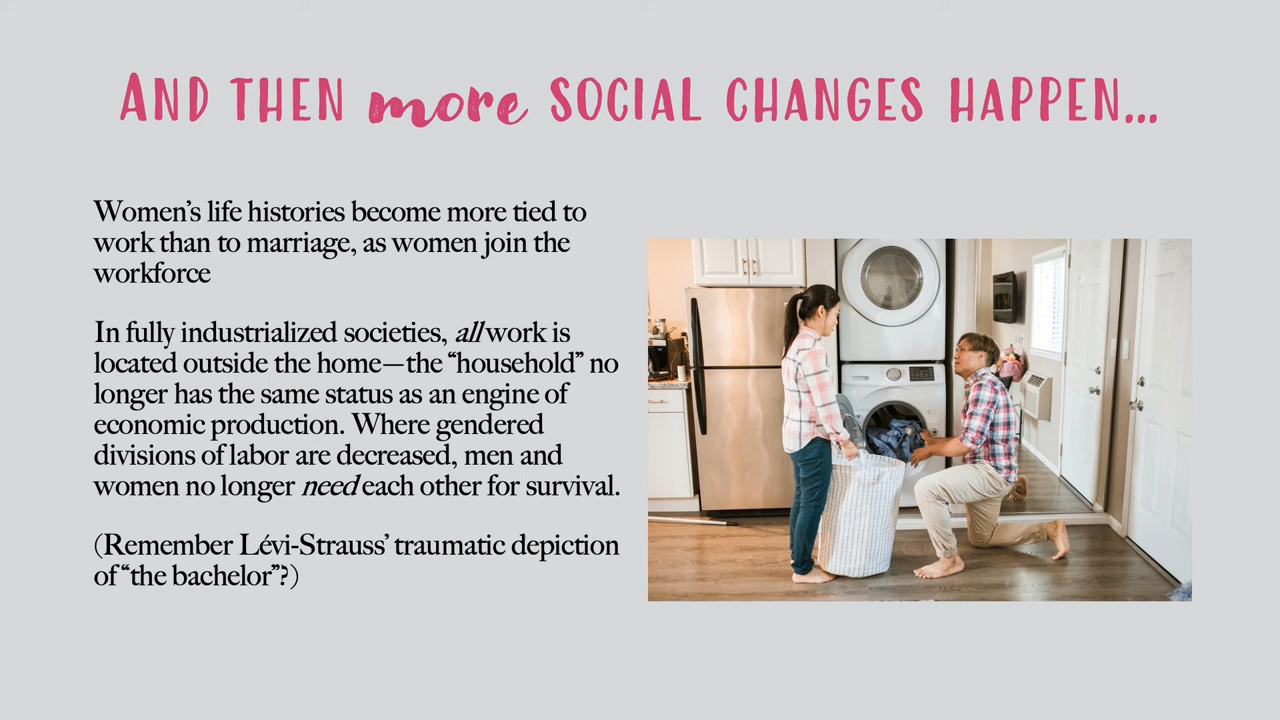 AND THEN more SOCIAL CHANGES HAPPEN...
Women’s life histories become more tied to
work than to marriage, as women join the
workforce
In fully industrialized societies, all work is
located outside the home—the “household” no
longer has the same status as an engine of
economic production. Where gendered
divisions of labor are decreased, men and
women no longer need each other for survival.
(Remember Lévi-Strauss’ traumatic depiction
of “the bachelor”?)